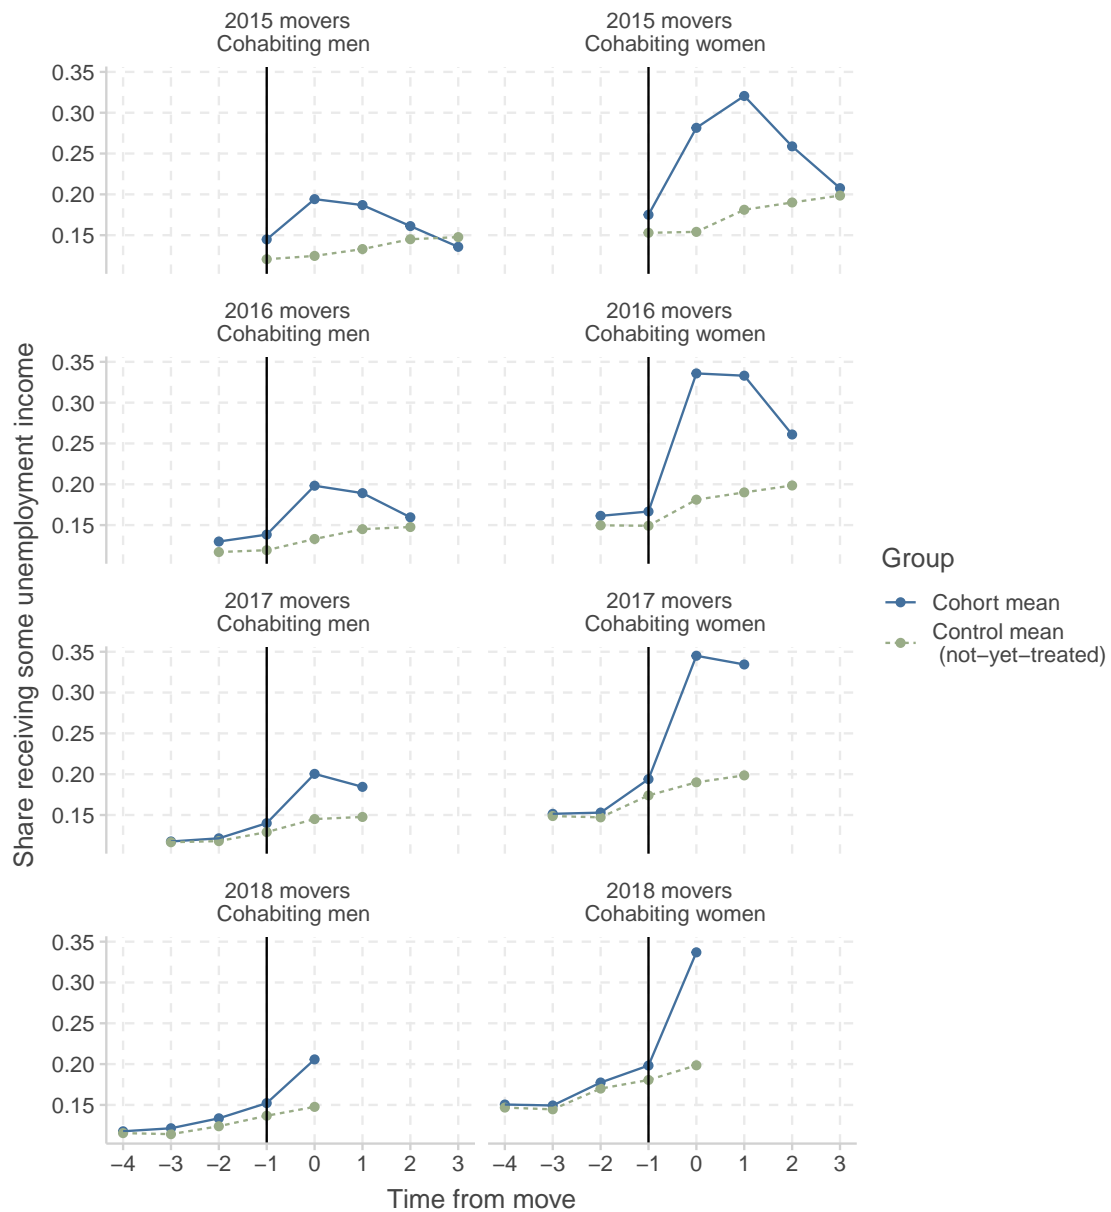 2015 movers
Cohabiting men
2015 movers
Cohabiting women
0.35
0.30
0.25
0.20
0.15
2016 movers
Cohabiting men
2016 movers
Cohabiting women
0.35
0.30
0.25
0.20
0.15
2017 movers
Cohabiting men
2017 movers
Cohabiting women
0.35
0.30
0.25
0.20
0.15
2018 movers
Cohabiting men
2018 movers
Cohabiting women
0.35
0.30
0.25
0.20
0.15
−4 −3 −2 −1 0 1 2 3
−4 −3 −2 −1 0 1 2 3
Time from move
Share receiving some unemployment income
Group
Cohort mean
Control mean
(not−yet−treated)